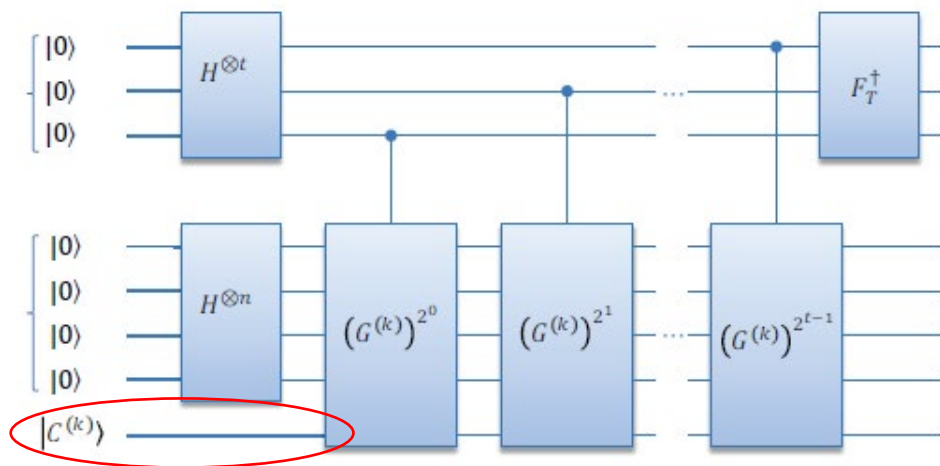 |0⟩
|0⟩
|0⟩
H^{⊗t}
F_T^†
...
|0⟩
|0⟩
|0⟩
|0⟩
H^{⊗n}
(G^{(k)})^{2^0}
(G^{(k)})^{2^1}
...
(G^{(k)})^{2^{t-1}}
|C^{(k)}⟩